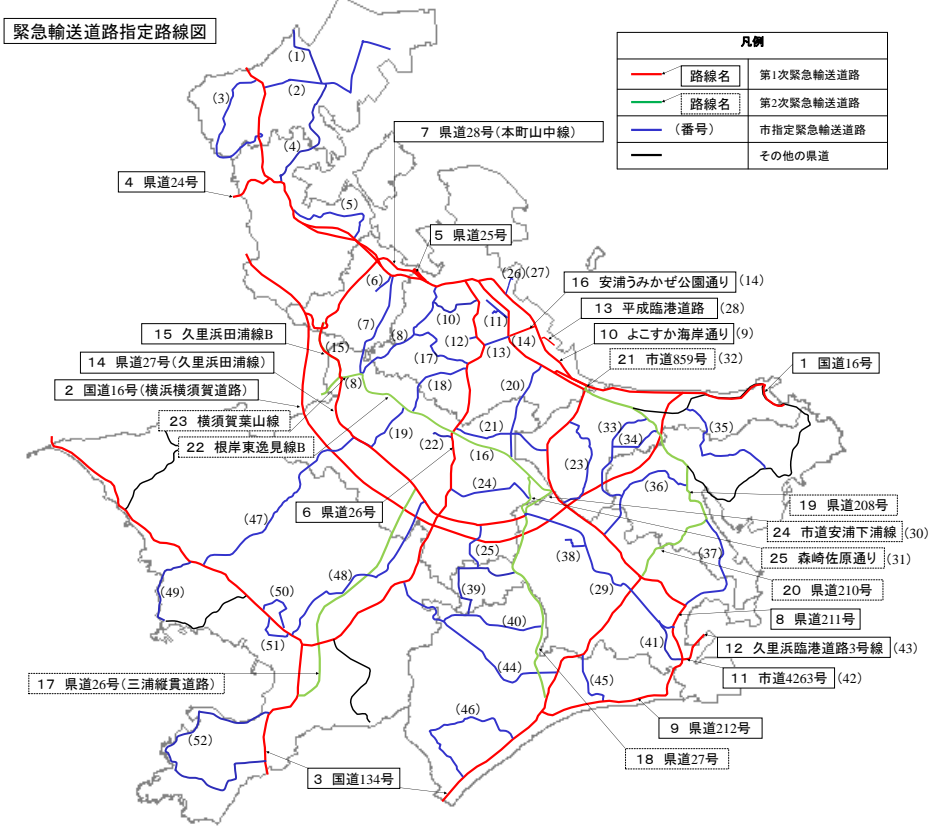 緊急輸送道路指定路線図
凡例
路線名 第1次緊急輸送道路
路線名 第2次緊急輸送道路
(番号) 市指定緊急輸送道路
その他の県道
(1)
(2)
(3)
(4)
7 県道28号(本町山中線)
4 県道24号
(5)
5 県道25号
(6)
(26)(27)
16 安浦うみかぜ公園通り (14)
(7)
(8)
(10)
(11)
13 平成臨港道路 (28)
15 久里浜田浦線B
(15)
(12)
(13)
(14)
10 よこすか海岸通り (9)
14 県道27号(久里浜田浦線)
(17)
21 市道859号 (32)
1 国道16号
2 国道16号(横浜横須賀道路)
(8)
(18)
(20)
23 横須賀葉山線
22 根岸東逸見線B
(19)
(22)
(21)
(16)
(23)
(33)
(34)
(35)
(24)
(36)
19 県道208号
6 県道26号
24 市道安浦下浦線 (30)
(47)
(25)
(38)
25 森崎佐原通り (31)
(37)
(48)
(39)
(29)
20 県道210号
(49)
(50)
(40)
8 県道211号
(51)
(41)
12 久里浜臨港道路3号線 (43)
(44)
(45)
11 市道4263号 (42)
17 県道26号(三浦縦貫道路)
(46)
9 県道212号
(52)
18 県道27号
3 国道134号